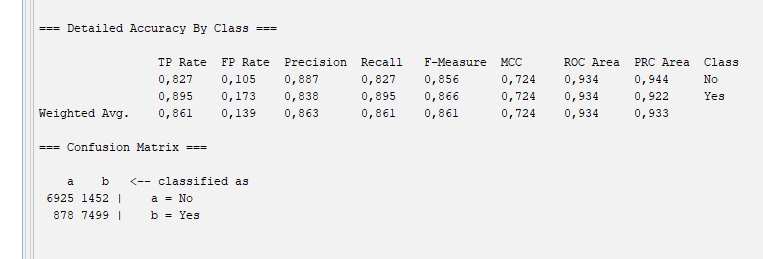 === Detailed Accuracy By Class ===
TP Rate FP Rate Precision Recall F-Measure MCC ROC Area PRC Area Class
0,827 0,105 0,887 0,827 0,856 0,724 0,934 0,944 No
0,895 0,173 0,838 0,895 0,866 0,724 0,934 0,922 Yes
Weighted Avg. 0,861 0,139 0,863 0,861 0,861 0,724 0,934 0,933
=== Confusion Matrix ===
a b <-- classified as
6925 1452 | a = No
878 7499 | b = Yes